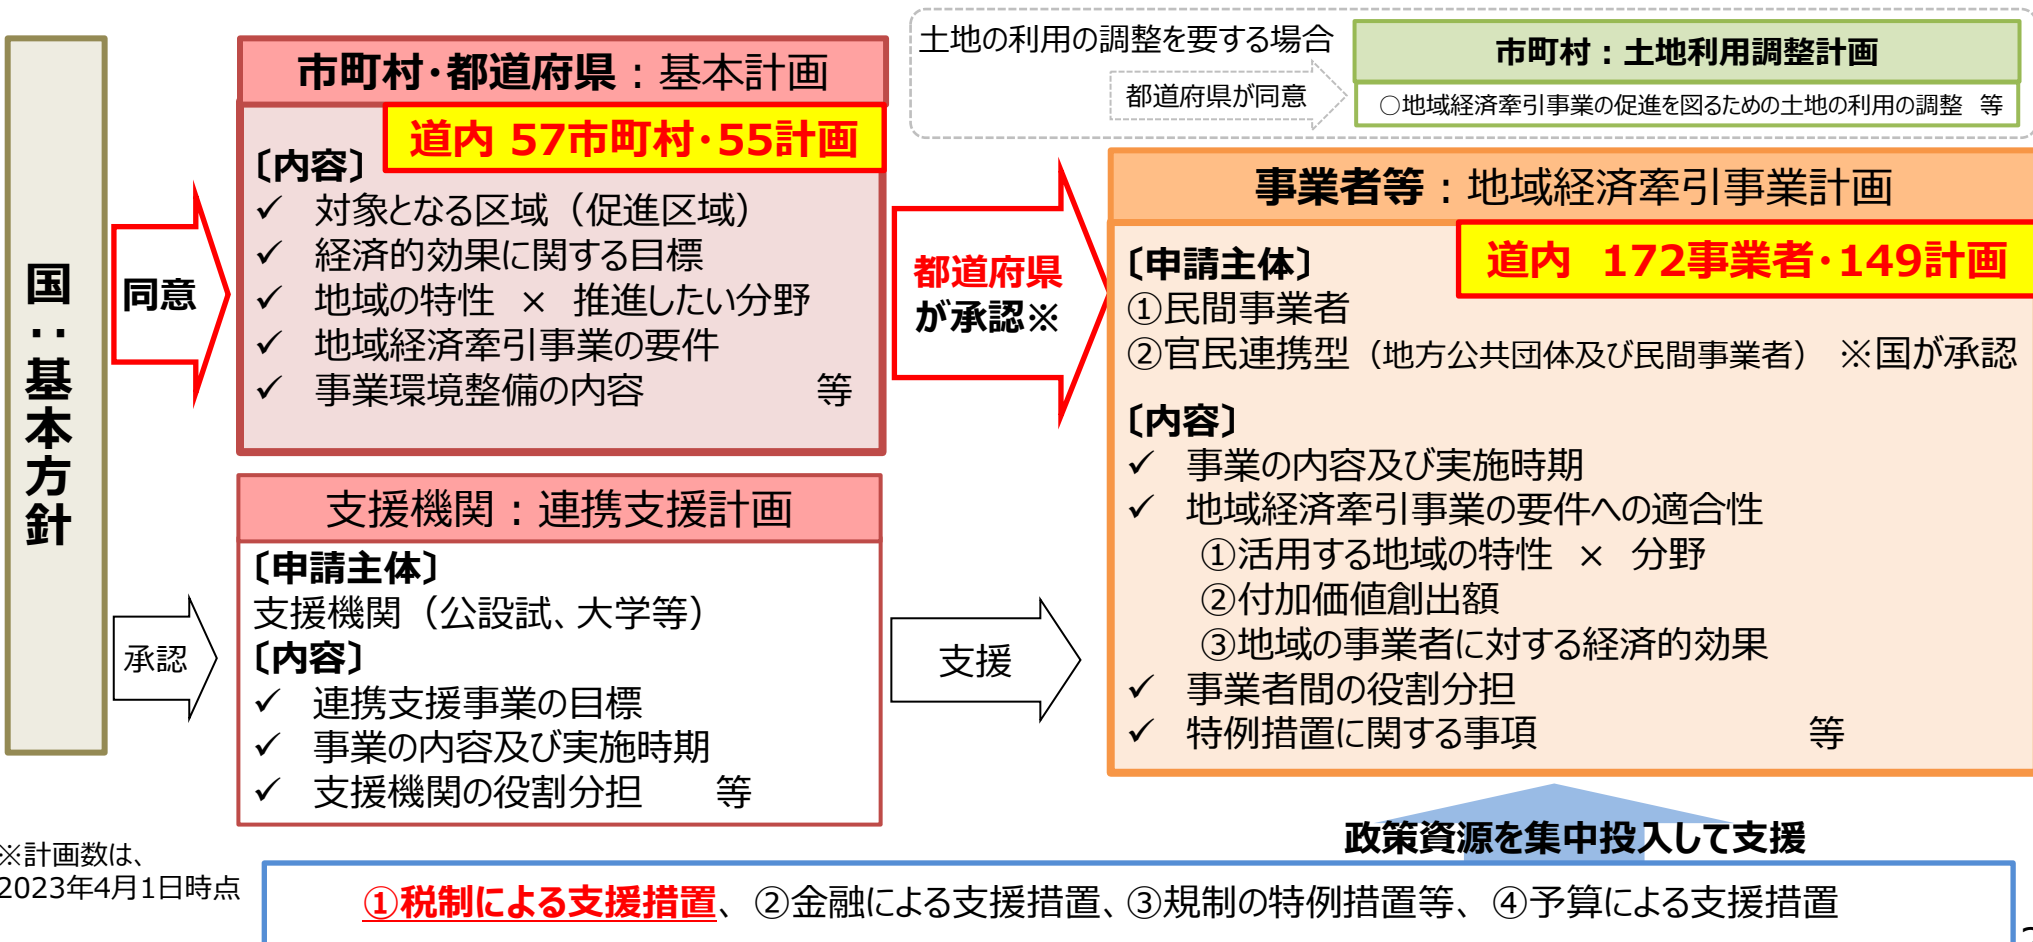 国：基本方針
同意
承認
市町村・都道府県：基本計画
道内 57市町村・55計画
〔内容〕
✓ 対象となる区域（促進区域）
✓ 経済的効果に関する目標
✓ 地域の特性 × 推進したい分野
✓ 地域経済牽引事業の要件
✓ 事業環境整備の内容 等
支援機関：連携支援計画
〔申請主体〕
支援機関（公設試、大学等）
〔内容〕
✓ 連携支援事業の目標
✓ 事業の内容及び実施時期
✓ 支援機関の役割分担 等
都道府県
が承認※
支援
土地の利用の調整を要する場合
都道府県が同意
市町村：土地利用調整計画
○地域経済牽引事業の促進を図るための土地の利用の調整 等
事業者等：地域経済牽引事業計画
道内 172事業者・149計画
〔申請主体〕
①民間事業者
②官民連携型（地方公共団体及び民間事業者） ※国が承認
〔内容〕
✓ 事業の内容及び実施時期
✓ 地域経済牽引事業の要件への適合性
①活用する地域の特性 × 分野
②付加価値創出額
③地域の事業者に対する経済的効果
✓ 事業者間の役割分担
✓ 特例措置に関する事項 等
政策資源を集中投入して支援
※計画数は、
2023年4月1日時点
①税制による支援措置、②金融による支援措置、③規制の特例措置等、④予算による支援措置